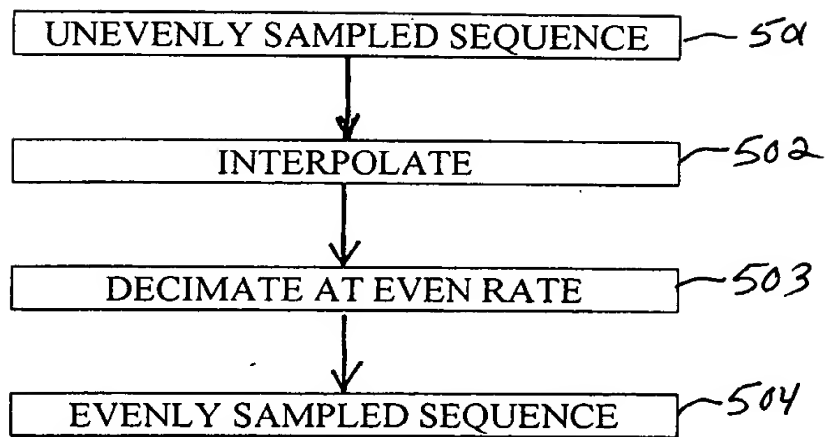 UNEVENLY SAMPLED SEQUENCE 501
INTERPOLATE 502
DECIMATE AT EVEN RATE 503
EVENLY SAMPLED SEQUENCE 504